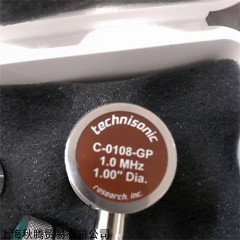 technisonic
C-0108-GP
1.0 MHz
1.00" Dia.
research, inc.
上海秋腾贸易有限公司